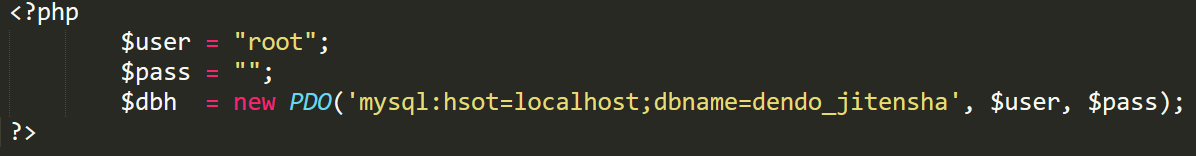 <?php
$user = "root";
$pass = "";
$dbh  = new PDO('mysql:hsot=localhost;dbname=dendo_jitensha', $user, $pass);
?>